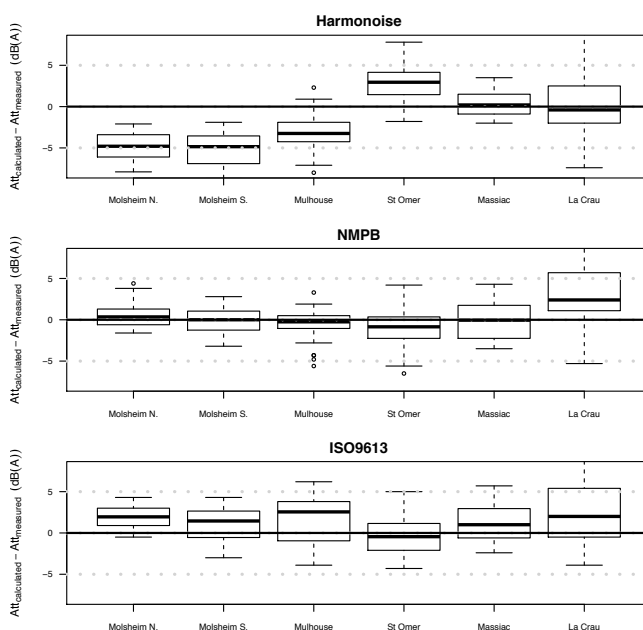 Harmonoise
Att_calculated − Att_measured (dB(A))
5
0
−5
Molsheim N. Molsheim S. Mulhouse St Omer Massiac La Crau
NMPB
Att_calculated − Att_measured (dB(A))
5
0
−5
Molsheim N. Molsheim S. Mulhouse St Omer Massiac La Crau
ISO9613
Att_calculated − Att_measured (dB(A))
5
0
−5
Molsheim N. Molsheim S. Mulhouse St Omer Massiac La Crau